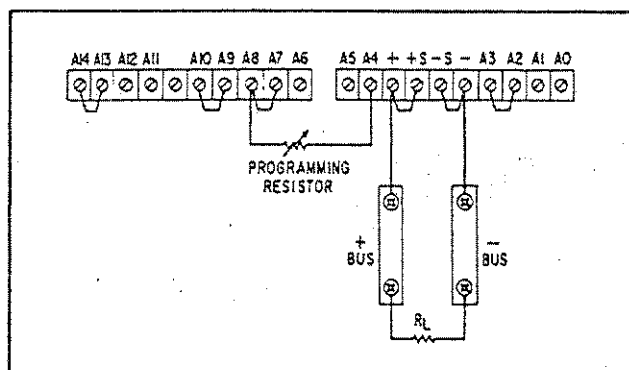 A14 A13 A12 A11 A10 A9 A8 A7 A6 A5 A4 + +S -S - A3 A2 A1 A0
PROGRAMMING
RESISTOR
+
BUS
-
BUS
RL